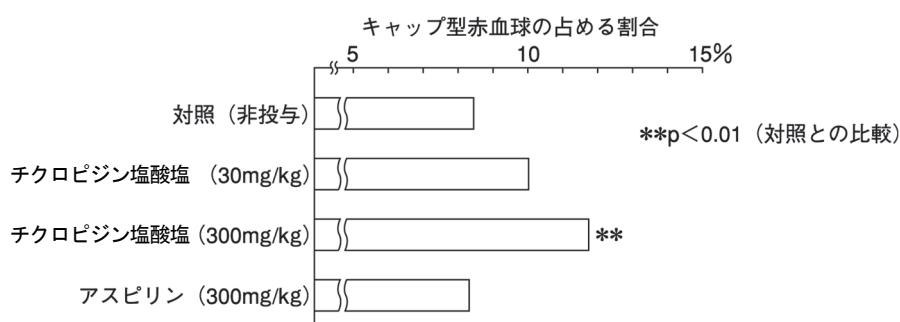 キャップ型赤血球の占める割合
5 10 15%
対照（非投与）
**p＜0.01（対照との比較）
チクロピジン塩酸塩 （30mg/kg）
チクロピジン塩酸塩（300mg/kg） **
アスピリン（300mg/kg）